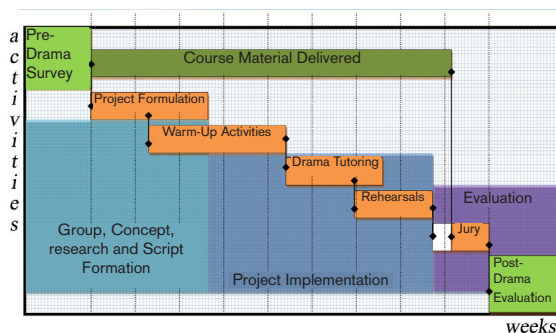 activities
Pre-
Drama
Survey
Course Material Delivered
Project Formulation
Warm-Up Activities
Drama Tutoring
Rehearsals
Evaluation
Group, Concept,
research and Script
Formation
Jury
Project Implementation
Post-
Drama
Evaluation
weeks